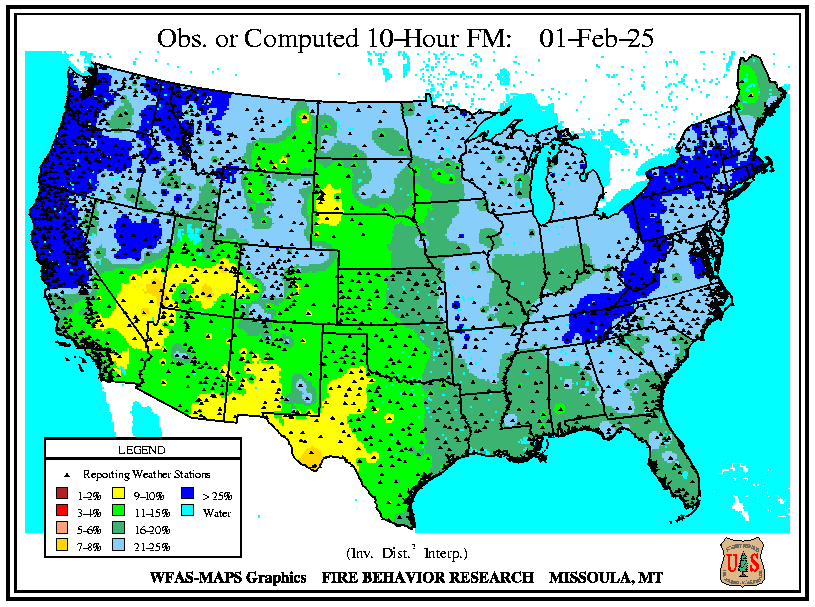 Obs. or Computed 10-Hour FM: 01-Feb-25
LEGEND
Reporting Weather Stations
1-2% 9-10% > 25%
3-4% 11-15% Water
5-6% 16-20%
7-8% 21-25%
(Inv. Dist.² Interp.)
WFAS-MAPS Graphics FIRE BEHAVIOR RESEARCH MISSOULA, MT
U S